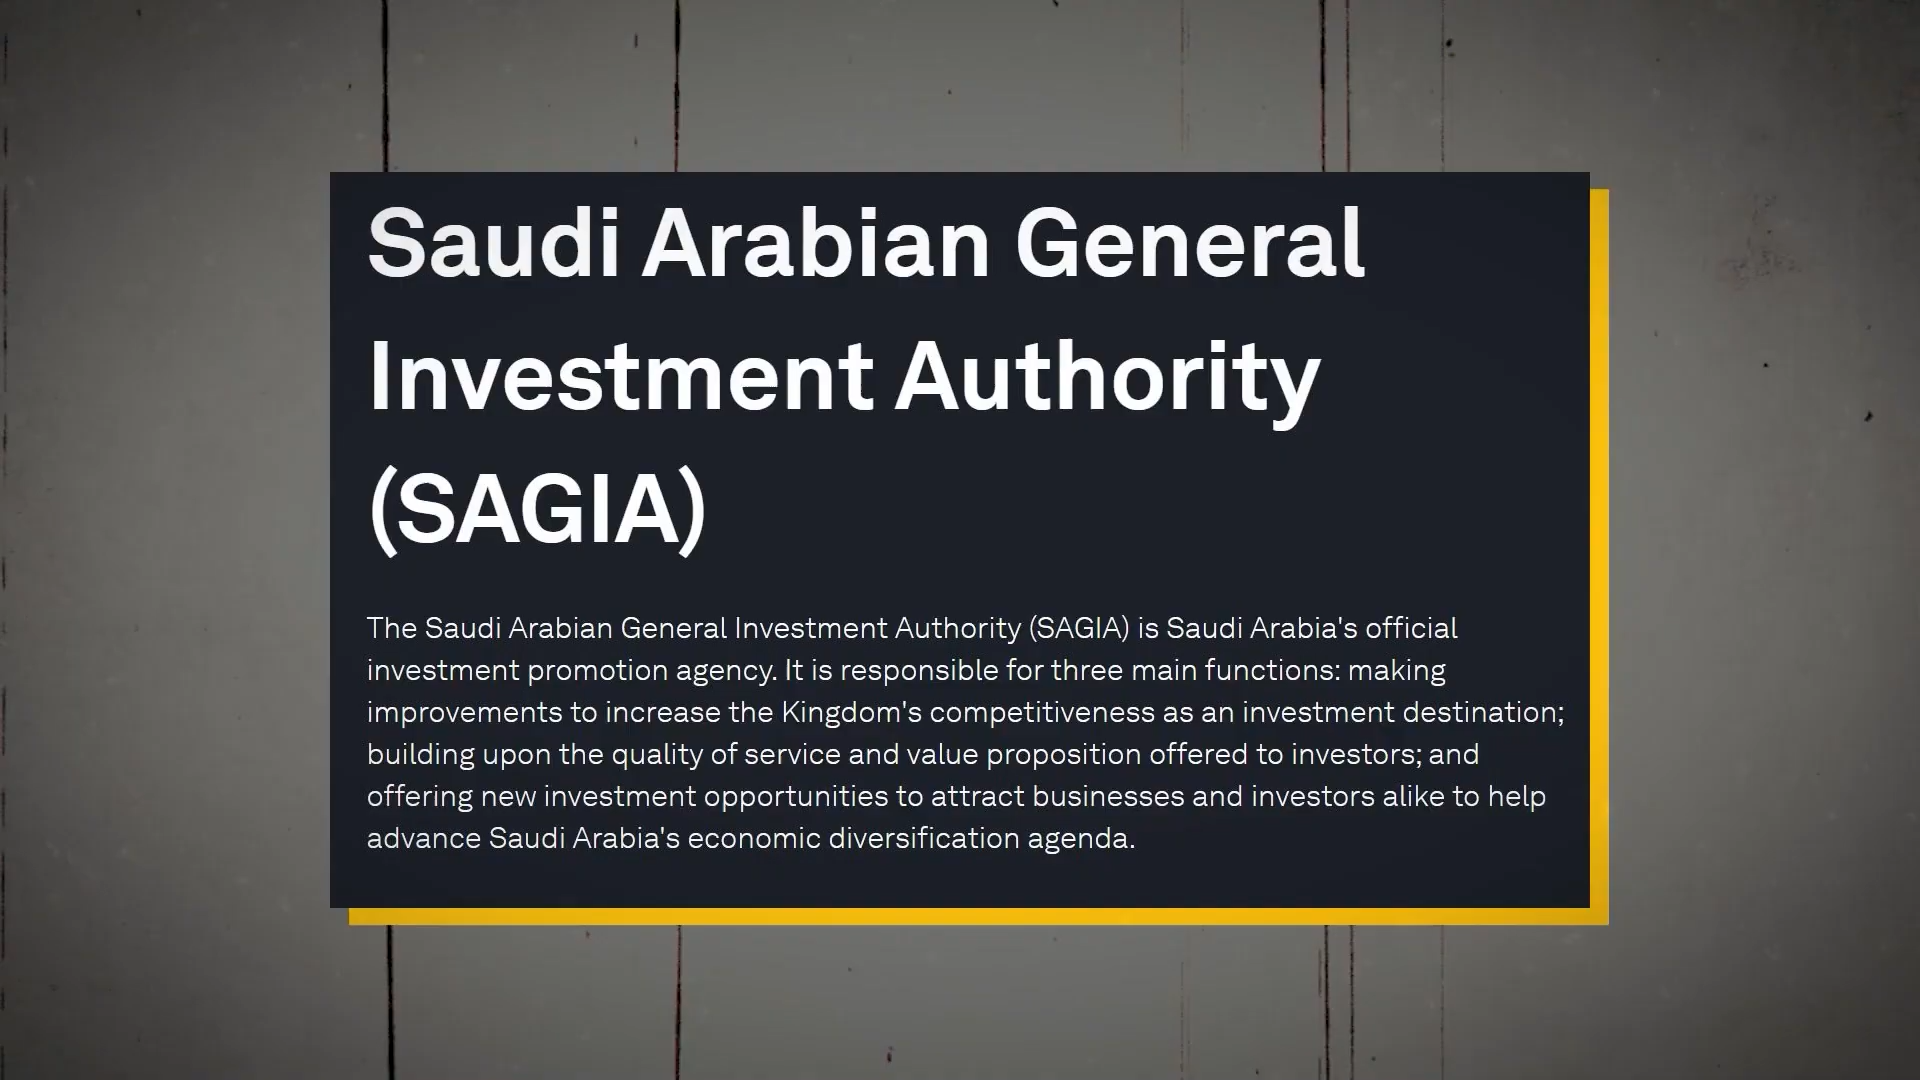 Saudi Arabian General
Investment Authority
(SAGIA)
The Saudi Arabian General Investment Authority (SAGIA) is Saudi Arabia's official
investment promotion agency. It is responsible for three main functions: making
improvements to increase the Kingdom's competitiveness as an investment destination;
building upon the quality of service and value proposition offered to investors; and
offering new investment opportunities to attract businesses and investors alike to help
advance Saudi Arabia's economic diversification agenda.